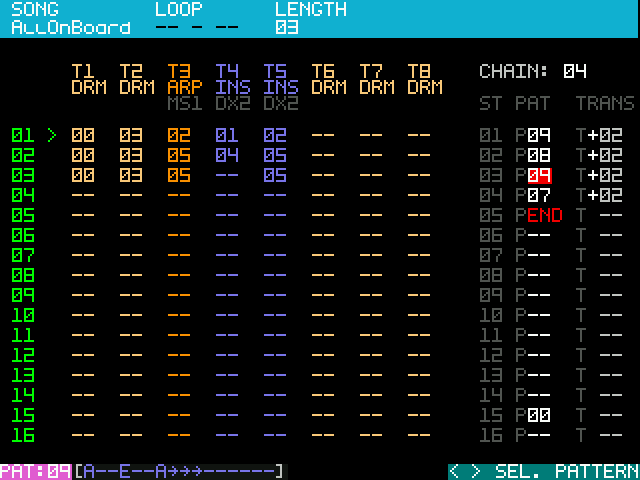 SONG LOOP LENGTH
AllOnBoard -- - -- 03
T1 T2 T3 T4 T5 T6 T7 T8 CHAIN: 04
DRM DRM ARP INS INS DRM DRM DRM
MS1 DX2 DX2 ST PAT TRANS
01 > 00 03 02 01 02 -- -- -- 01 P09 T+02
02 00 03 05 04 05 -- -- -- 02 P08 T+02
03 00 03 05 -- 05 -- -- -- 03 P09 T+02
04 -- -- -- -- -- -- -- -- 04 P07 T+02
05 -- -- -- -- -- -- -- -- 05 PEND T --
06 -- -- -- -- -- -- -- -- 06 P-- T --
07 -- -- -- -- -- -- -- -- 07 P-- T --
08 -- -- -- -- -- -- -- -- 08 P-- T --
09 -- -- -- -- -- -- -- -- 09 P-- T --
10 -- -- -- -- -- -- -- -- 10 P-- T --
11 -- -- -- -- -- -- -- -- 11 P-- T --
12 -- -- -- -- -- -- -- -- 12 P-- T --
13 -- -- -- -- -- -- -- -- 13 P-- T --
14 -- -- -- -- -- -- -- -- 14 P-- T --
15 -- -- -- -- -- -- -- -- 15 P00 T --
16 -- -- -- -- -- -- -- -- 16 P-- T --
PAT:09[A--E--A→→→------] < > SEL. PATTERN